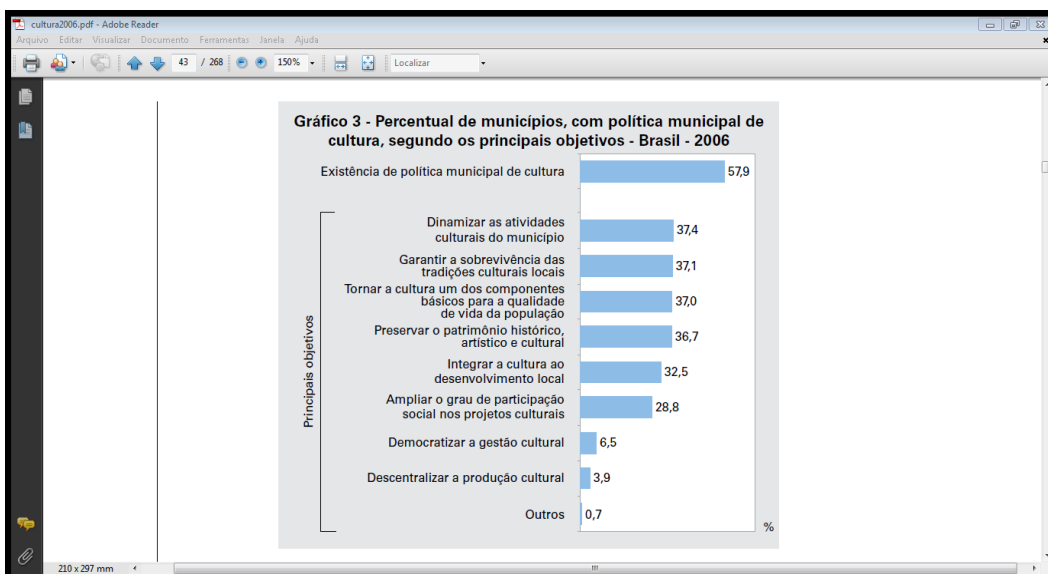 cultura2006.pdf - Adobe Reader
Arquivo Editar Visualizar Documento Ferramentas Janela Ajuda
43 / 268 150% Localizar
Gráfico 3 - Percentual de municípios, com política municipal de
cultura, segundo os principais objetivos - Brasil - 2006
Existência de política municipal de cultura 57,9
Principais objetivos
Dinamizar as atividades
culturais do município 37,4
Garantir a sobrevivência das
tradições culturais locais 37,1
Tornar a cultura um dos componentes
básicos para a qualidade
de vida da população 37,0
Preservar o patrimônio histórico,
artístico e cultural 36,7
Integrar a cultura ao
desenvolvimento local 32,5
Ampliar o grau de participação
social nos projetos culturais 28,8
Democratizar a gestão cultural 6,5
Descentralizar a produção cultural 3,9
Outros 0,7
%
210 x 297 mm